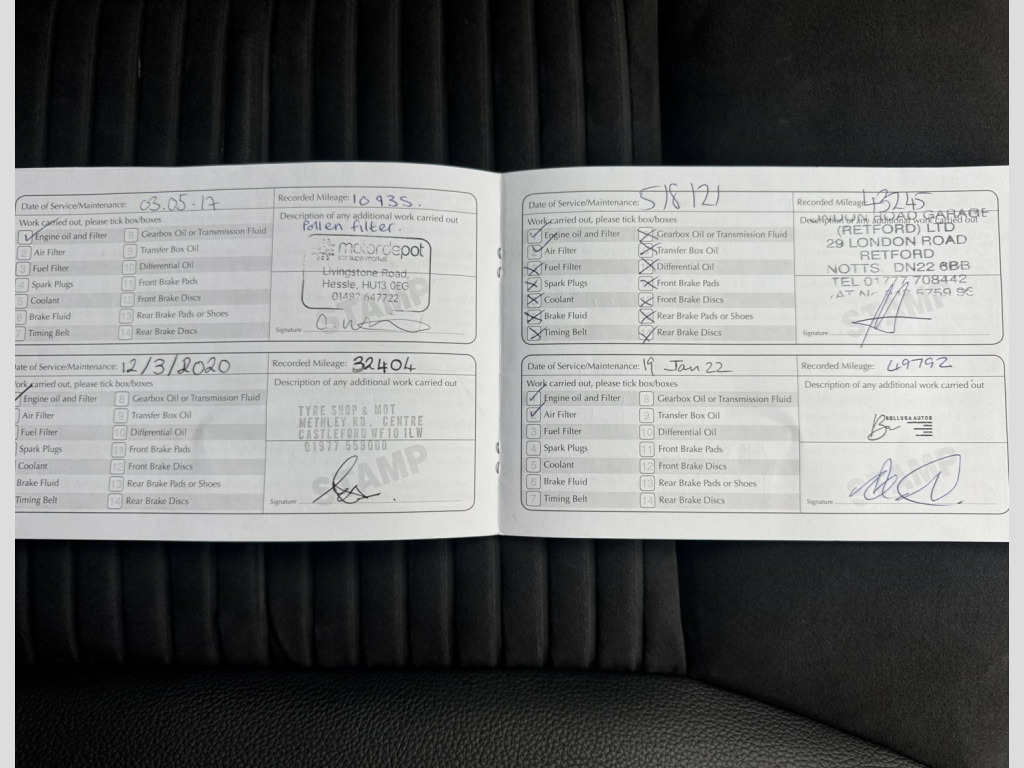 Date of Service/Maintenance: 03.05.17
Recorded Mileage: 10935.
Work carried out, please tick box/boxes
Engine oil and Filter
8 Gearbox Oil or Transmission Fluid
2 Air Filter
9 Transfer Box Oil
3 Fuel Filter
10 Differential Oil
4 Spark Plugs
11 Front Brake Pads
5 Coolant
12 Front Brake Discs
6 Brake Fluid
13 Rear Brake Pads or Shoes
7 Timing Belt
14 Rear Brake Discs
Description of any additional work carried out
Pollen filter.
motordepot
Livingstone Road,
Hessle, HU13 0EG
01482 647722
STAMP
Signature
ate of Service/Maintenance: 12/3/2020
Recorded Mileage: 32404
ork carried out, please tick box/boxes
Engine oil and Filter
8 Gearbox Oil or Transmission Fluid
Air Filter
9 Transfer Box Oil
Fuel Filter
10 Differential Oil
Spark Plugs
11 Front Brake Pads
Coolant
12 Front Brake Discs
Brake Fluid
13 Rear Brake Pads or Shoes
Timing Belt
14 Rear Brake Discs
Description of any additional work carried out
TYRE SHOP & MOT
METHLEY RD. CENTRE
CASTLEFORD WF10 1LW
01977 559060
STAMP
Signature
Date of Service/Maintenance: 5/8/21
Recorded Mileage: 43245
Work carried out, please tick box/boxes
Engine oil and Filter
Gearbox Oil or Transmission Fluid
Air Filter
Transfer Box Oil
Fuel Filter
Differential Oil
Spark Plugs
Front Brake Pads
Coolant
Front Brake Discs
Brake Fluid
Rear Brake Pads or Shoes
Timing Belt
Rear Brake Discs
Description of any additional work carried out
ROAD GARAGE
(RETFORD) LTD
29 LONDON ROAD
RETFORD
NOTTS. DN22 6BB
TEL 01777 708442
STAMP
Signature
Date of Service/Maintenance: 19 Jan 22
Recorded Mileage: 49792
Work carried out, please tick box/boxes
Engine oil and Filter
8 Gearbox Oil or Transmission Fluid
Air Filter
9 Transfer Box Oil
3 Fuel Filter
10 Differential Oil
4 Spark Plugs
11 Front Brake Pads
5 Coolant
12 Front Brake Discs
6 Brake Fluid
13 Rear Brake Pads or Shoes
7 Timing Belt
14 Rear Brake Discs
Description of any additional work carried out
BELLUGA AUTOS
STAMP
Signature